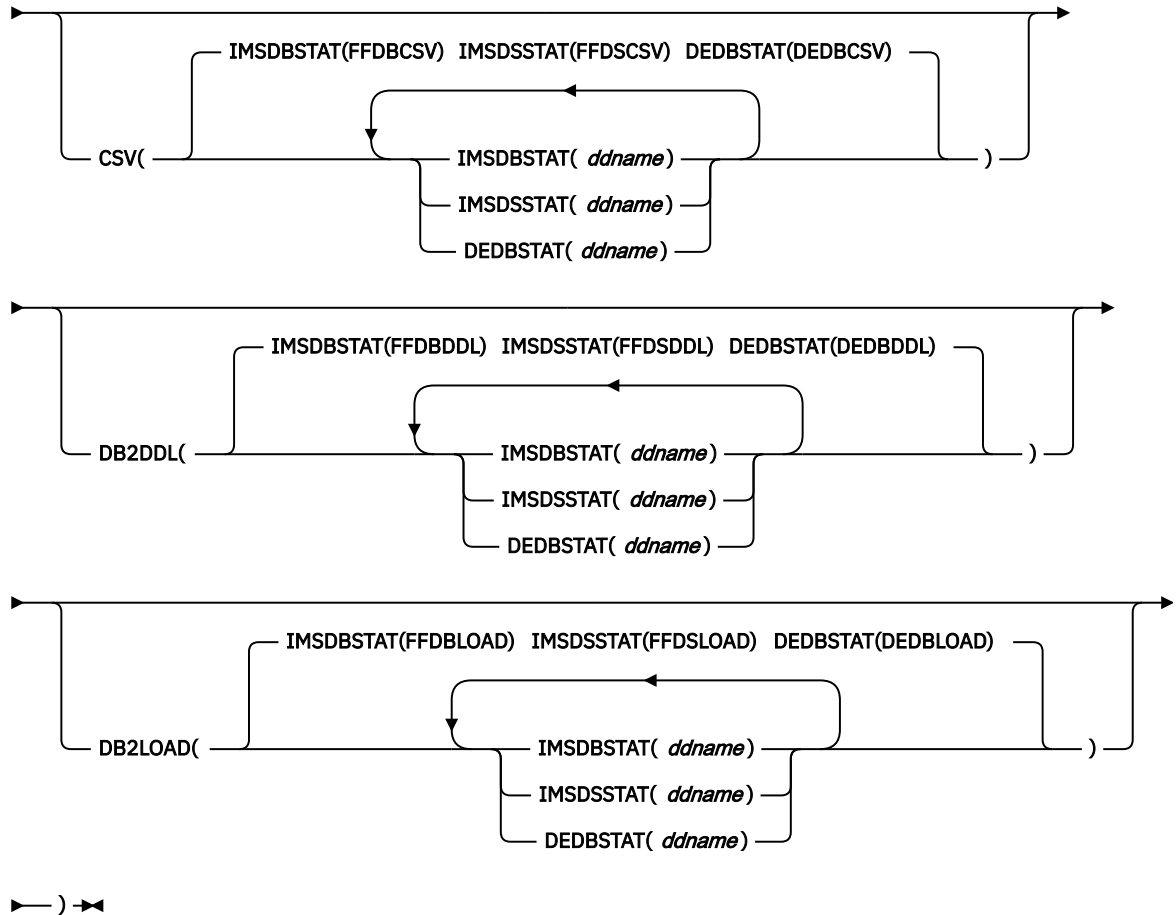 IMSDBSTAT(FFDBCSV) IMSDSSTAT(FFDSCSV) DEDBSTAT(DEDBCSV)
CSV( IMSDBSTAT( ddname) )
IMSDSSTAT( ddname)
DEDBSTAT( ddname)
IMSDBSTAT(FFDBDDL) IMSDSSTAT(FFDSDDL) DEDBSTAT(DEDBDDL)
DB2DDL( IMSDBSTAT( ddname) )
IMSDSSTAT( ddname)
DEDBSTAT( ddname)
IMSDBSTAT(FFDBLOAD) IMSDSSTAT(FFDSLOAD) DEDBSTAT(DEDBLOAD)
DB2LOAD( IMSDBSTAT( ddname) )
IMSDSSTAT( ddname)
DEDBSTAT( ddname)
)